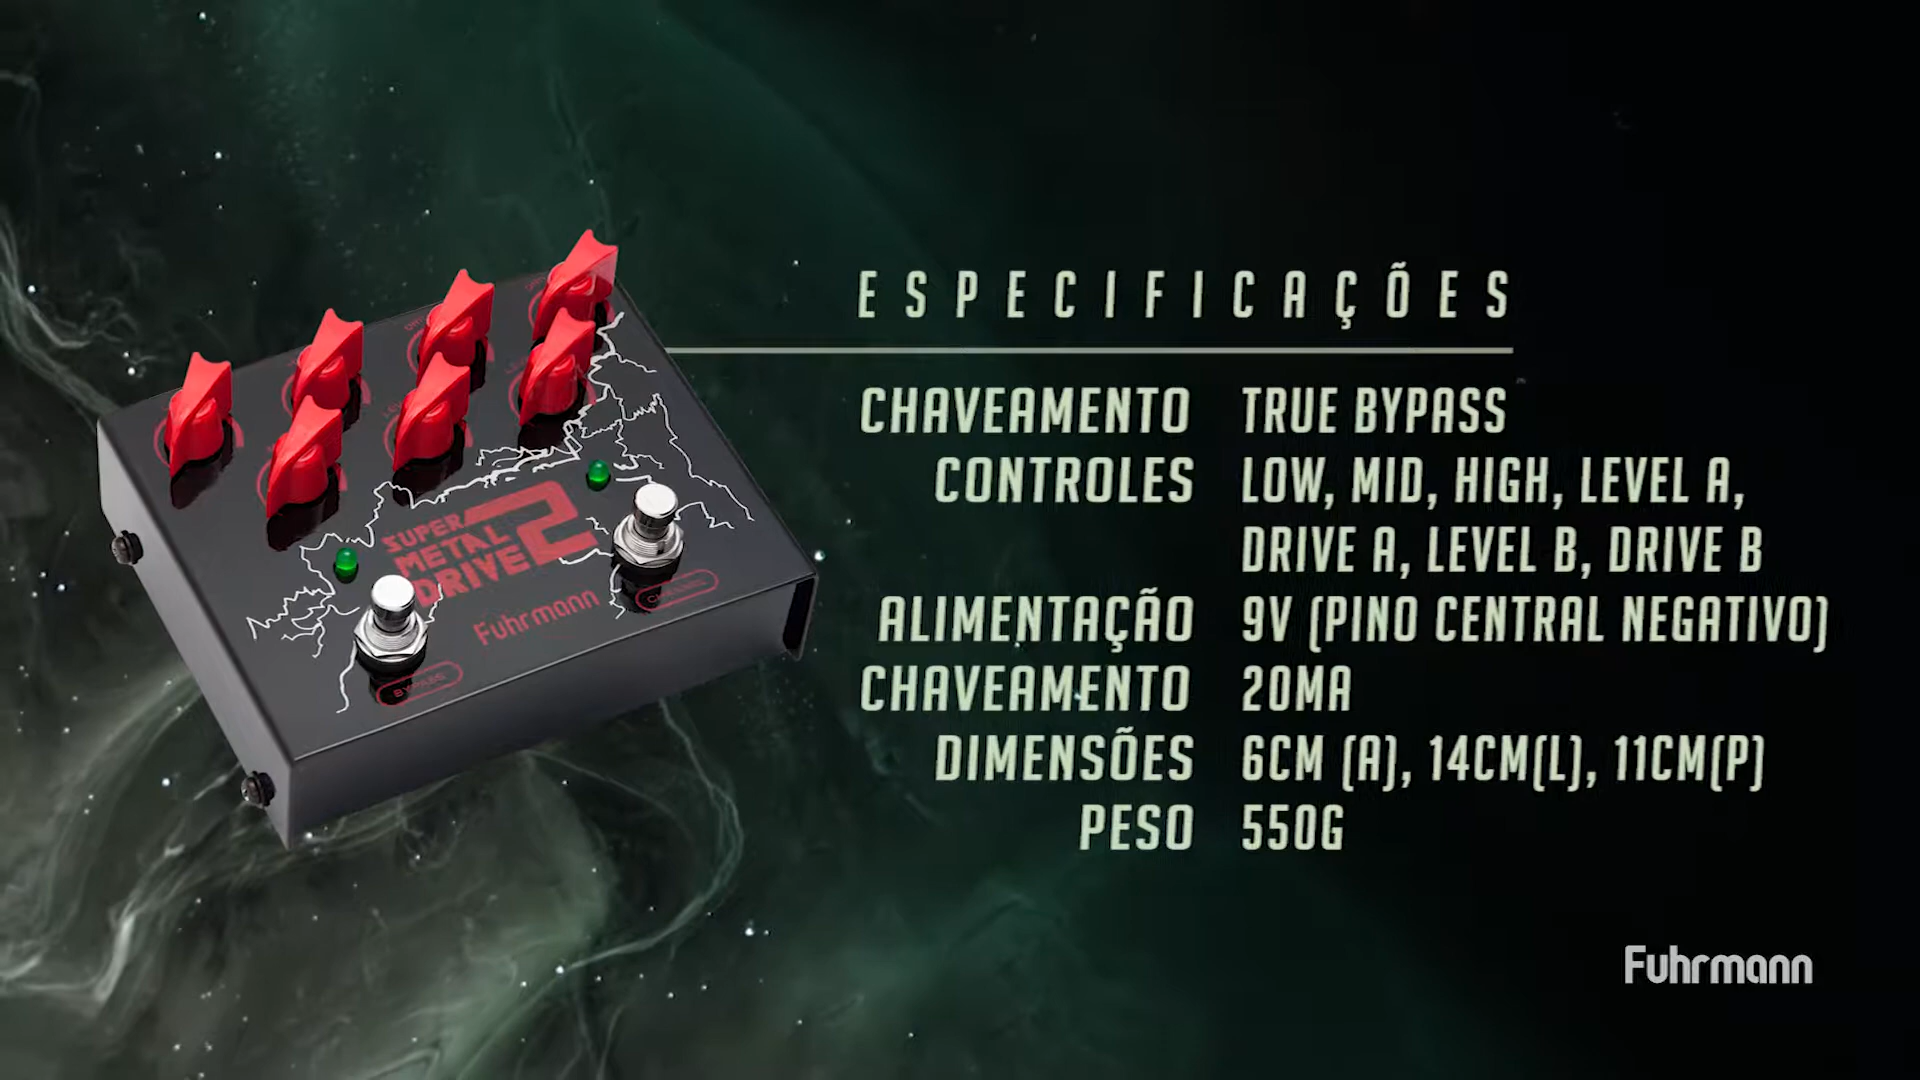 ESPECIFICAÇÕES
CHAVEAMENTO TRUE BYPASS
CONTROLES LOW, MID, HIGH, LEVEL A,
DRIVE A, LEVEL B, DRIVE B
ALIMENTAÇÃO 9V (PINO CENTRAL NEGATIVO)
CHAVEAMENTO 20MA
DIMENSÕES 6CM (A), 14CM(L), 11CM(P)
PESO 550G
SUPER
METAL
DRIVE 2
Fuhrmann
BYPASS
Fuhrmann